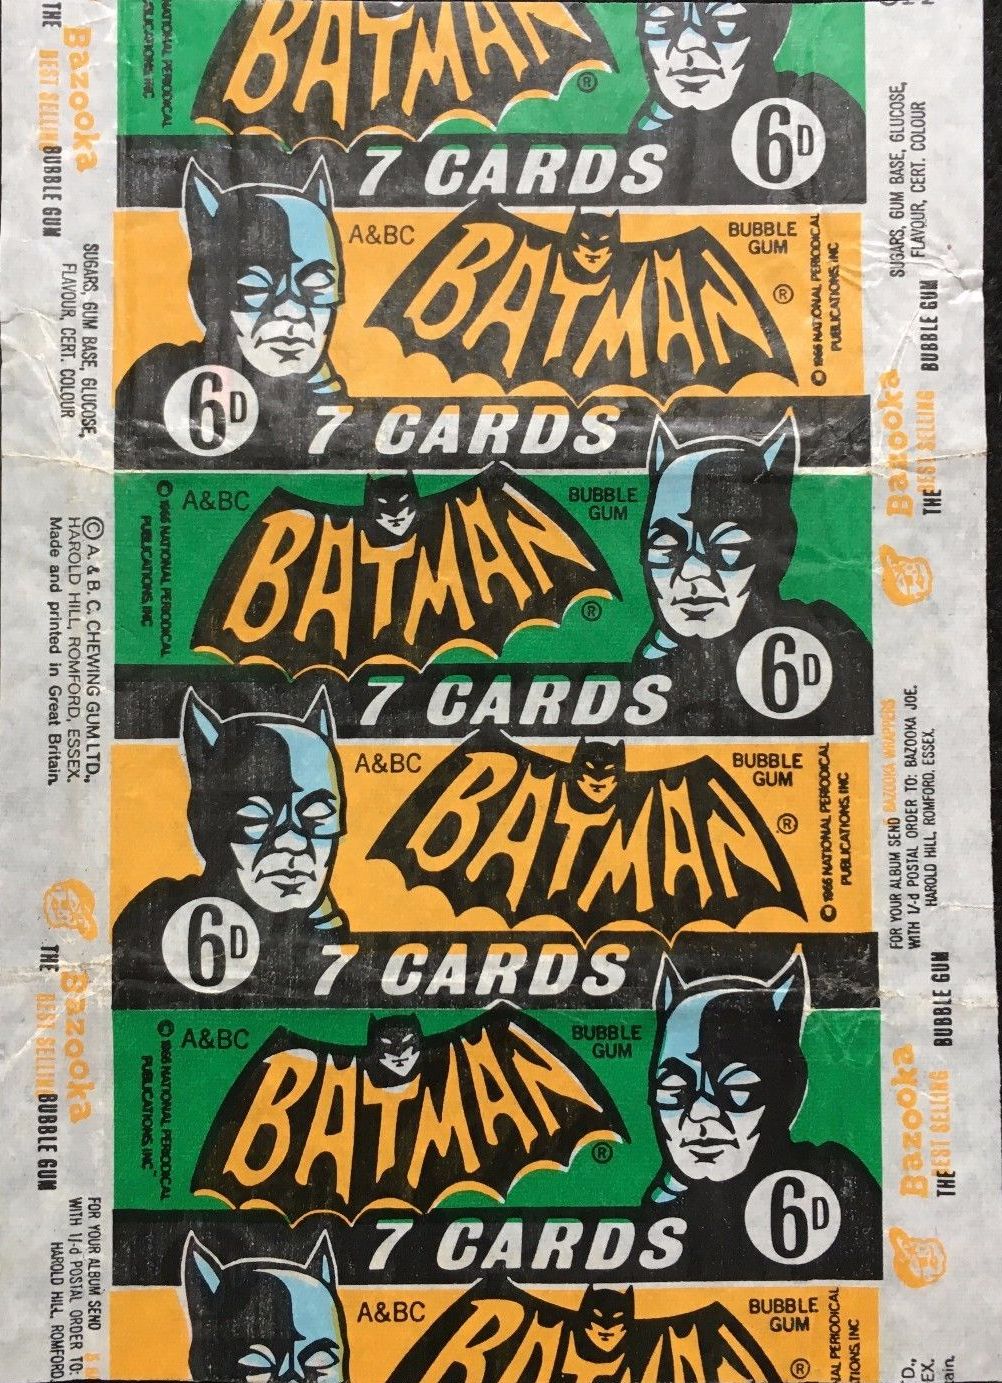 BATMAN
®
NATIONAL PERIODICAL
PUBLICATIONS, INC
7 CARDS
6D
A&BC
BATMAN
BUBBLE
GUM
®
© 1966 NATIONAL PERIODICAL
PUBLICATIONS, INC
6D
7 CARDS
A&BC
BATMAN
BUBBLE
GUM
®
© 1966 NATIONAL PERIODICAL
PUBLICATIONS, INC
7 CARDS
6D
A&BC
BATMAN
BUBBLE
GUM
®
© 1966 NATIONAL PERIODICAL
PUBLICATIONS, INC
6D
7 CARDS
A&BC
BATMAN
BUBBLE
GUM
®
© 1966 NATIONAL PERIODICAL
PUBLICATIONS, INC
7 CARDS
6D
A&BC
BATMAN
BUBBLE
GUM
®
Bazooka
THE BEST SELLING BUBBLE GUM
SUGARS, GUM BASE, GLUCOSE,
FLAVOUR, CERT. COLOUR
© A. & B. C. CHEWING GUM LTD.,
HAROLD HILL, ROMFORD, ESSEX.
Made and printed in Great Britain.
Bazooka
THE BEST SELLING BUBBLE GUM
FOR YOUR ALBUM SEND
WITH 1/-d POSTAL ORDER TO:
HAROLD HILL, ROMFORD
SUGARS, GUM BASE, GLUCOSE,
FLAVOUR, CERT. COLOUR
Bazooka
THE BEST SELLING BUBBLE GUM
FOR YOUR ALBUM SEND BAZOOKA WRAPPERS
WITH 1/-d POSTAL ORDER TO: BAZOOKA JOE,
HAROLD HILL, ROMFORD, ESSEX.
Bazooka
THE BEST SELLING BUBBLE GUM